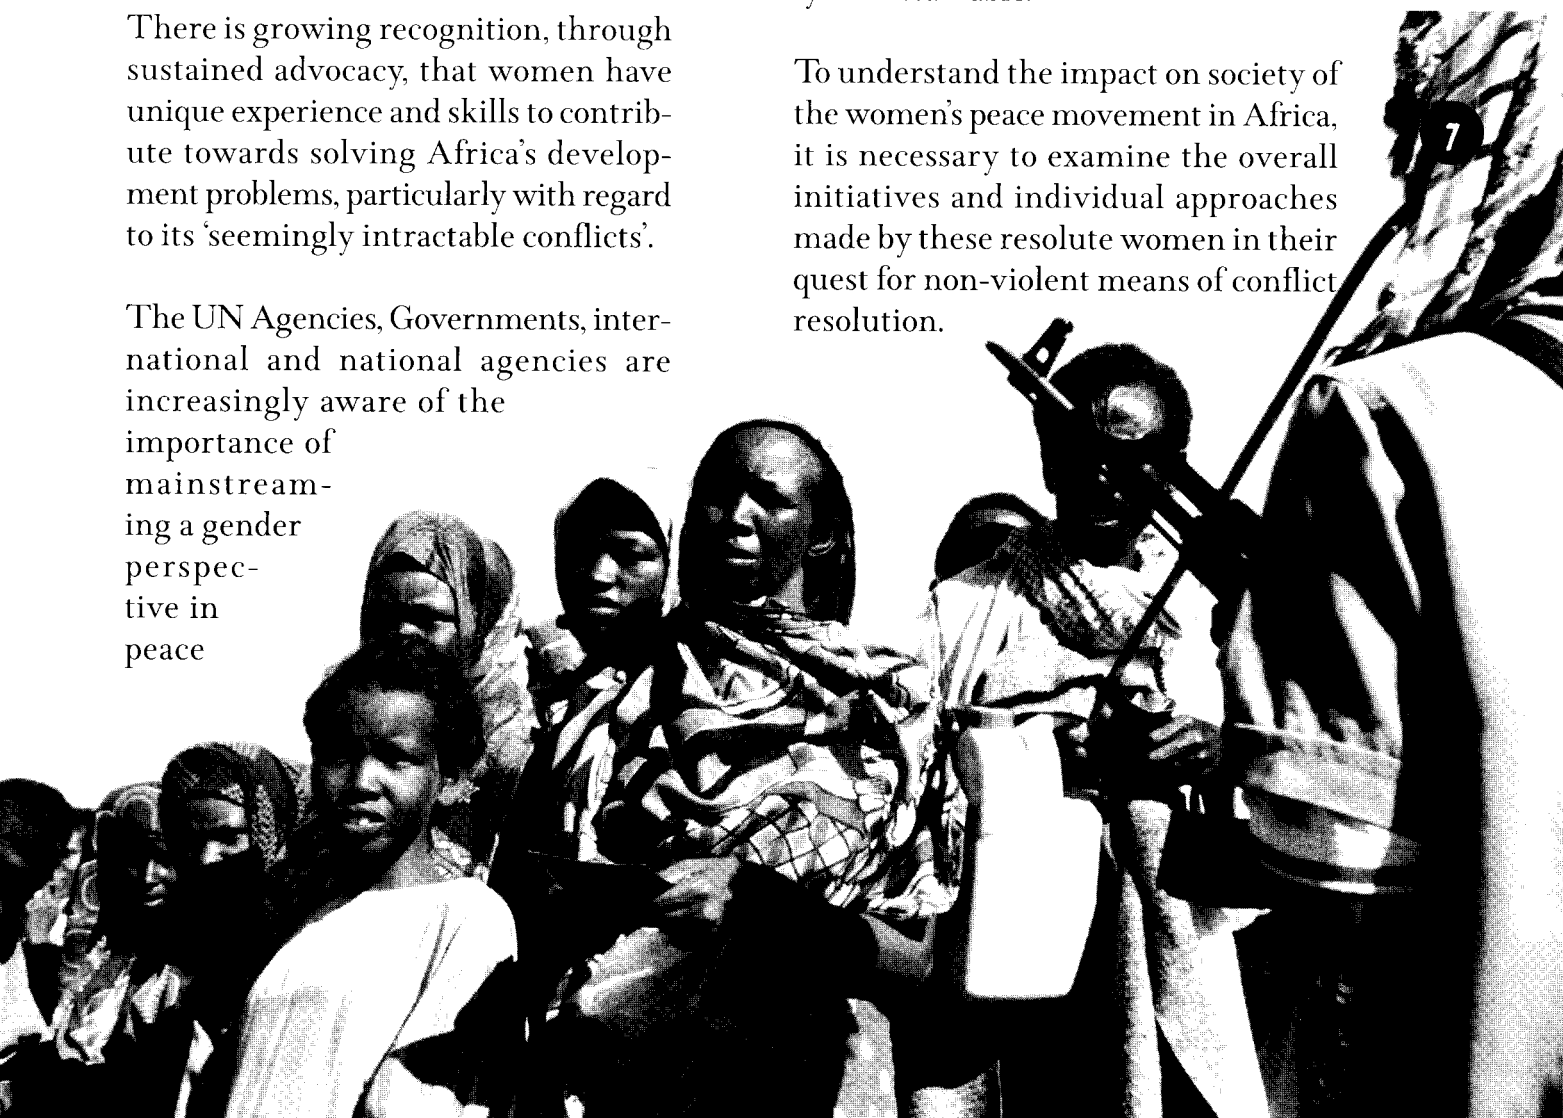 There is growing recognition, through
sustained advocacy, that women have
unique experience and skills to contrib-
ute towards solving Africa's develop-
ment problems, particularly with regard
to its 'seemingly intractable conflicts'.
The UN Agencies, Governments, inter-
national and national agencies are
increasingly aware of the
importance of
mainstream-
ing a gender
perspec-
tive in
peace
To understand the impact on society of
the women's peace movement in Africa,
it is necessary to examine the overall
initiatives and individual approaches
made by these resolute women in their
quest for non-violent means of conflict
resolution.
7